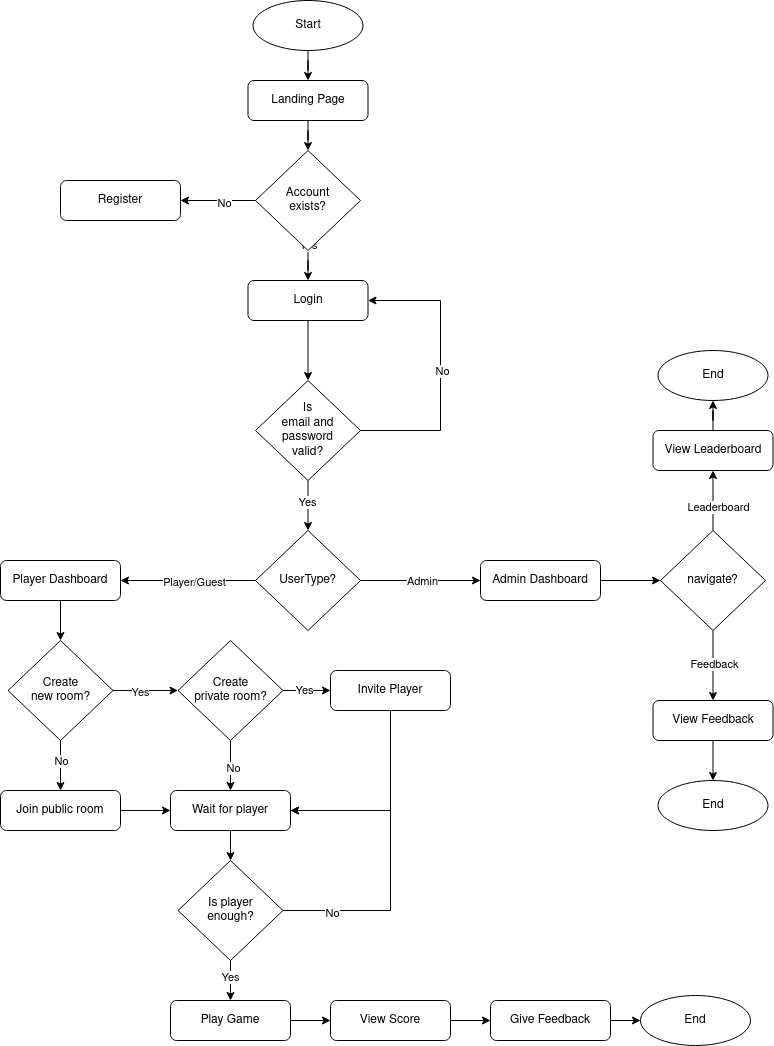 Start
Landing Page
Account
exists?
No
Register
Login
No
Is
email and
password
valid?
Yes
UserType?
Player/Guest
Player Dashboard
Admin
Admin Dashboard
navigate?
Leaderboard
View Leaderboard
End
Feedback
View Feedback
End
Create
new room?
Yes
Create
private room?
Yes
Invite Player
No
No
Join public room
Wait for player
Is player
enough?
No
Yes
Play Game
View Score
Give Feedback
End